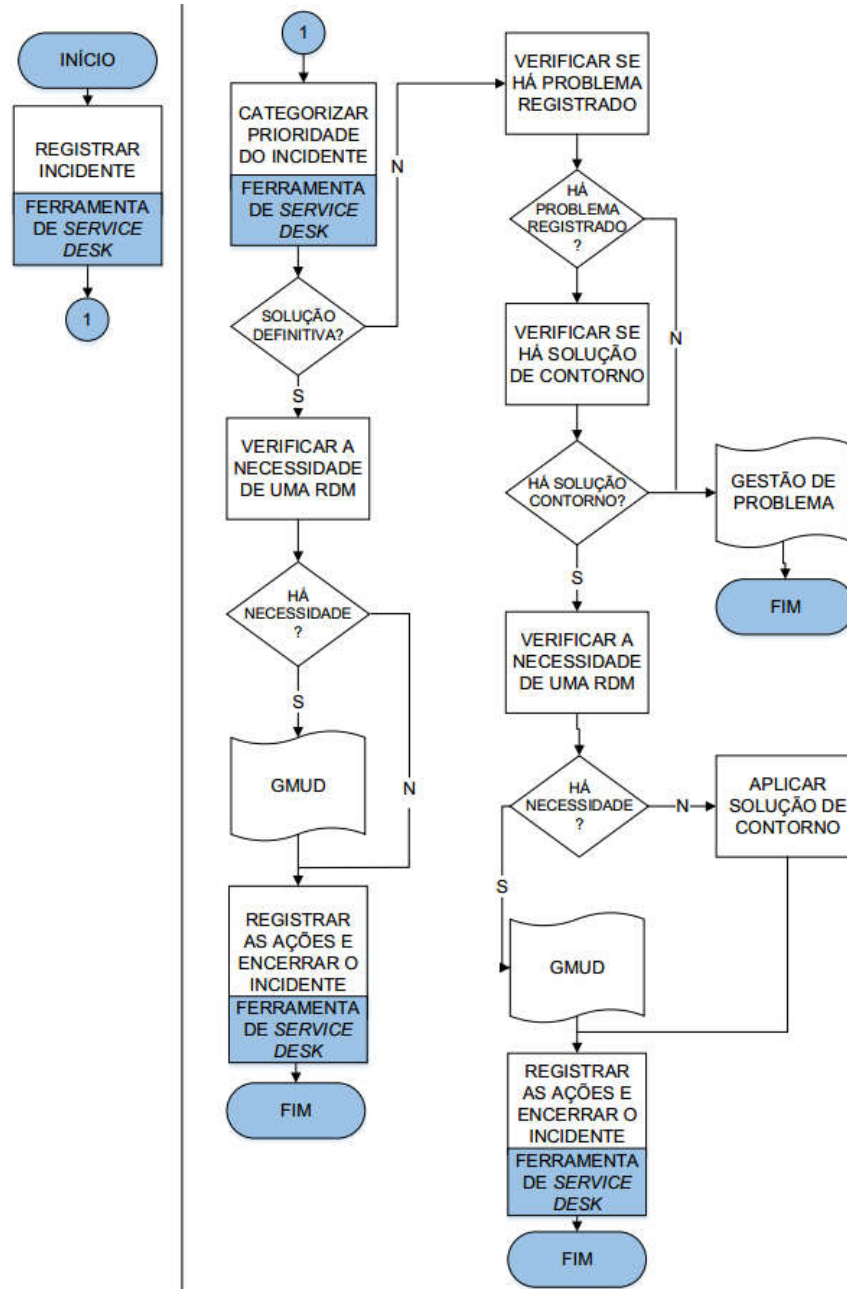 INÍCIO
REGISTRAR
INCIDENTE
FERRAMENTA
DE SERVICE
DESK
1
1
CATEGORIZAR
PRIORIDADE
DO INCIDENTE
FERRAMENTA
DE SERVICE
DESK
SOLUÇÃO
DEFINITIVA?
N
S
VERIFICAR A
NECESSIDADE
DE UMA RDM
HÁ
NECESSIDADE
?
S
N
GMUD
REGISTRAR
AS AÇÕES E
ENCERRAR O
INCIDENTE
FERRAMENTA
DE SERVICE
DESK
FIM
VERIFICAR SE
HÁ PROBLEMA
REGISTRADO
HÁ
PROBLEMA
REGISTRADO
?
N
VERIFICAR SE
HÁ SOLUÇÃO
DE CONTORNO
HÁ SOLUÇÃO
CONTORNO?
S
GESTÃO DE
PROBLEMA
FIM
VERIFICAR A
NECESSIDADE
DE UMA RDM
HÁ
NECESSIDADE
?
N
APLICAR
SOLUÇÃO DE
CONTORNO
S
GMUD
REGISTRAR
AS AÇÕES E
ENCERRAR O
INCIDENTE
FERRAMENTA
DE SERVICE
DESK
FIM